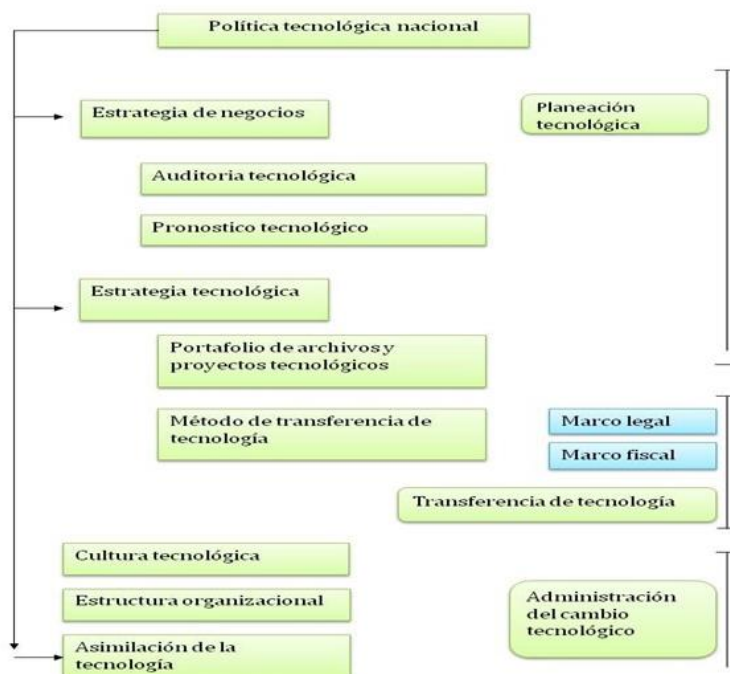 Política tecnológica nacional
Estrategia de negocios
Planeación
tecnológica
Auditoria tecnológica
Pronostico tecnológico
Estrategia tecnológica
Portafolio de archivos y
proyectos tecnológicos
Método de transferencia de
tecnología
Marco legal
Marco fiscal
Transferencia de tecnología
Cultura tecnológica
Estructura organizacional
Administración
del cambio
tecnológico
Asimilación de la
tecnología